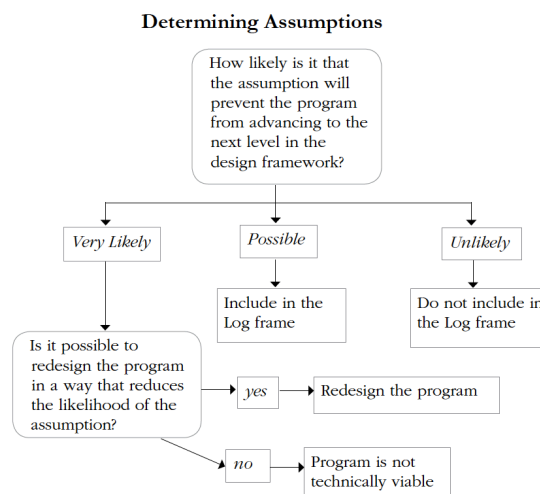 Determining Assumptions
How likely is it that
the assumption will
prevent the program
from advancing to the
next level in the
design framework?
Very Likely
Possible
Unlikely
Include in the
Log frame
Do not include in
the Log frame
Is it possible to
redesign the program
in a way that reduces
the likelihood of the
assumption?
yes
Redesign the program
no
Program is not
technically viable